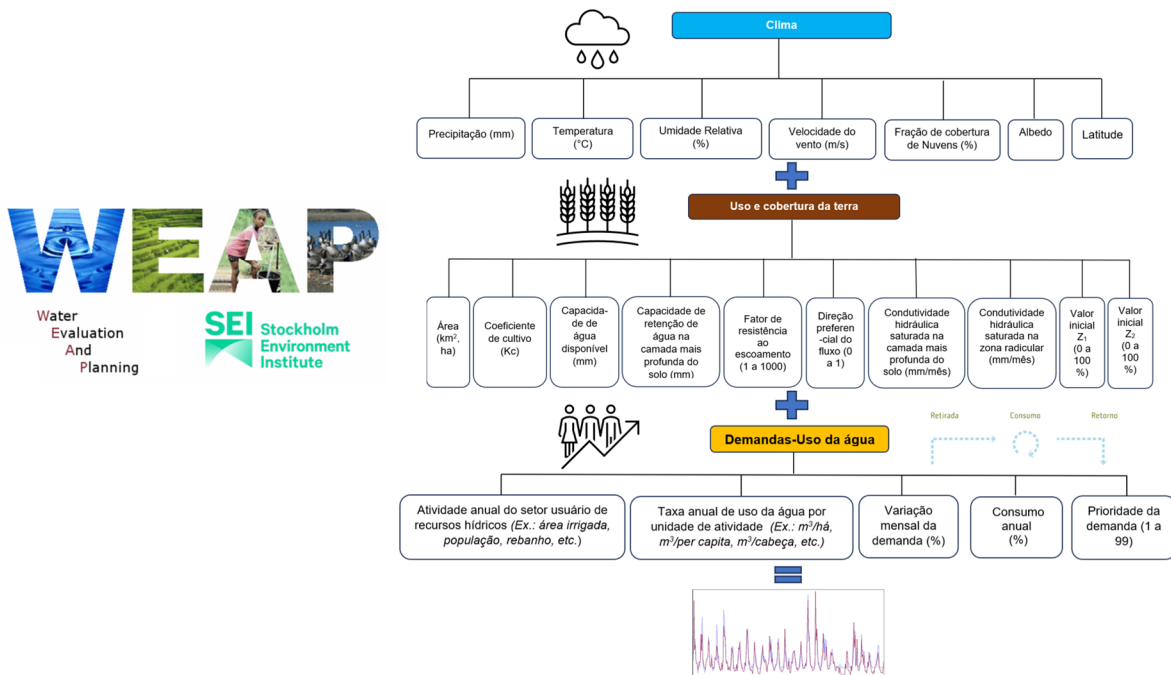 Clima
Precipitação (mm)
Temperatura
(°C)
Umidade Relativa
(%)
Velocidade do
vento (m/s)
Fração de cobertura
de Nuvens (%)
Albedo
Latitude
Uso e cobertura da terra
WEAP
Water
Evaluation
And
Planning
SEI Stockholm
Environment
Institute
Área
(km², ha)
Coeficiente
de cultivo
(Kc)
Capacida-
de de
água
disponível
(mm)
Capacidade de
retenção de
água na
camada mais
profunda do
solo (mm)
Fator de
resistência
ao
escoamento
(1 a 1000)
Direção
preferen
-cial do
fluxo (0
a 1)
Condutividade
hidráulica
saturada na
camada mais
profunda do
solo (mm/mês)
Condutividade
hidráulica
saturada na
zona radicular
(mm/mês)
Valor
inicial
Z₁
(0 a
100
%)
Valor
inicial Z₂
(0 a
100%)
Demandas-Uso da água
Retirada
Consumo
Retorno
Atividade anual do setor usuário de
recursos hídricos (Ex.: área irrigada,
população, rebanho, etc.)
Taxa anual de uso da água por
unidade de atividade (Ex.: m³/há,
m³/per capita, m³/cabeça, etc.)
Variação
mensal da
demanda (%)
Consumo
anual
(%)
Prioridade da
demanda (1 a
99)